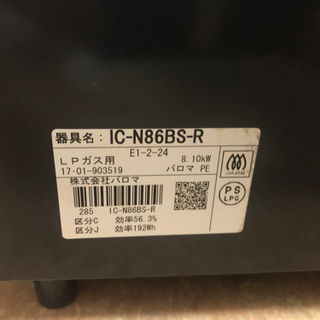 器具名： IC-N86BS-R
E1-2-24
ＬＰガス用 8.10kW
17·01-903519 パロマ PE
株式会社パロマ
PS
LPG
285 IC-N86BS-R
区分C 効率56.3%
区分J 効率192Wh